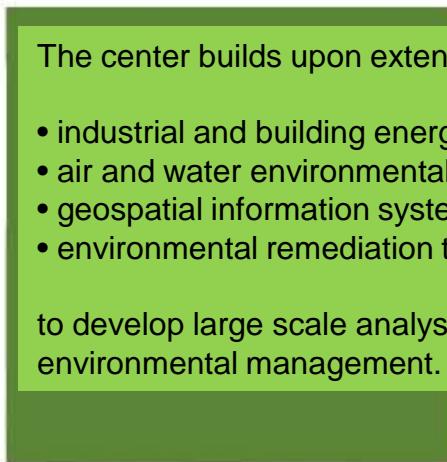 The center builds upon exten
• industrial and building energ
• air and water environmental
• geospatial information syste
• environmental remediation t
to develop large scale analys
environmental management.